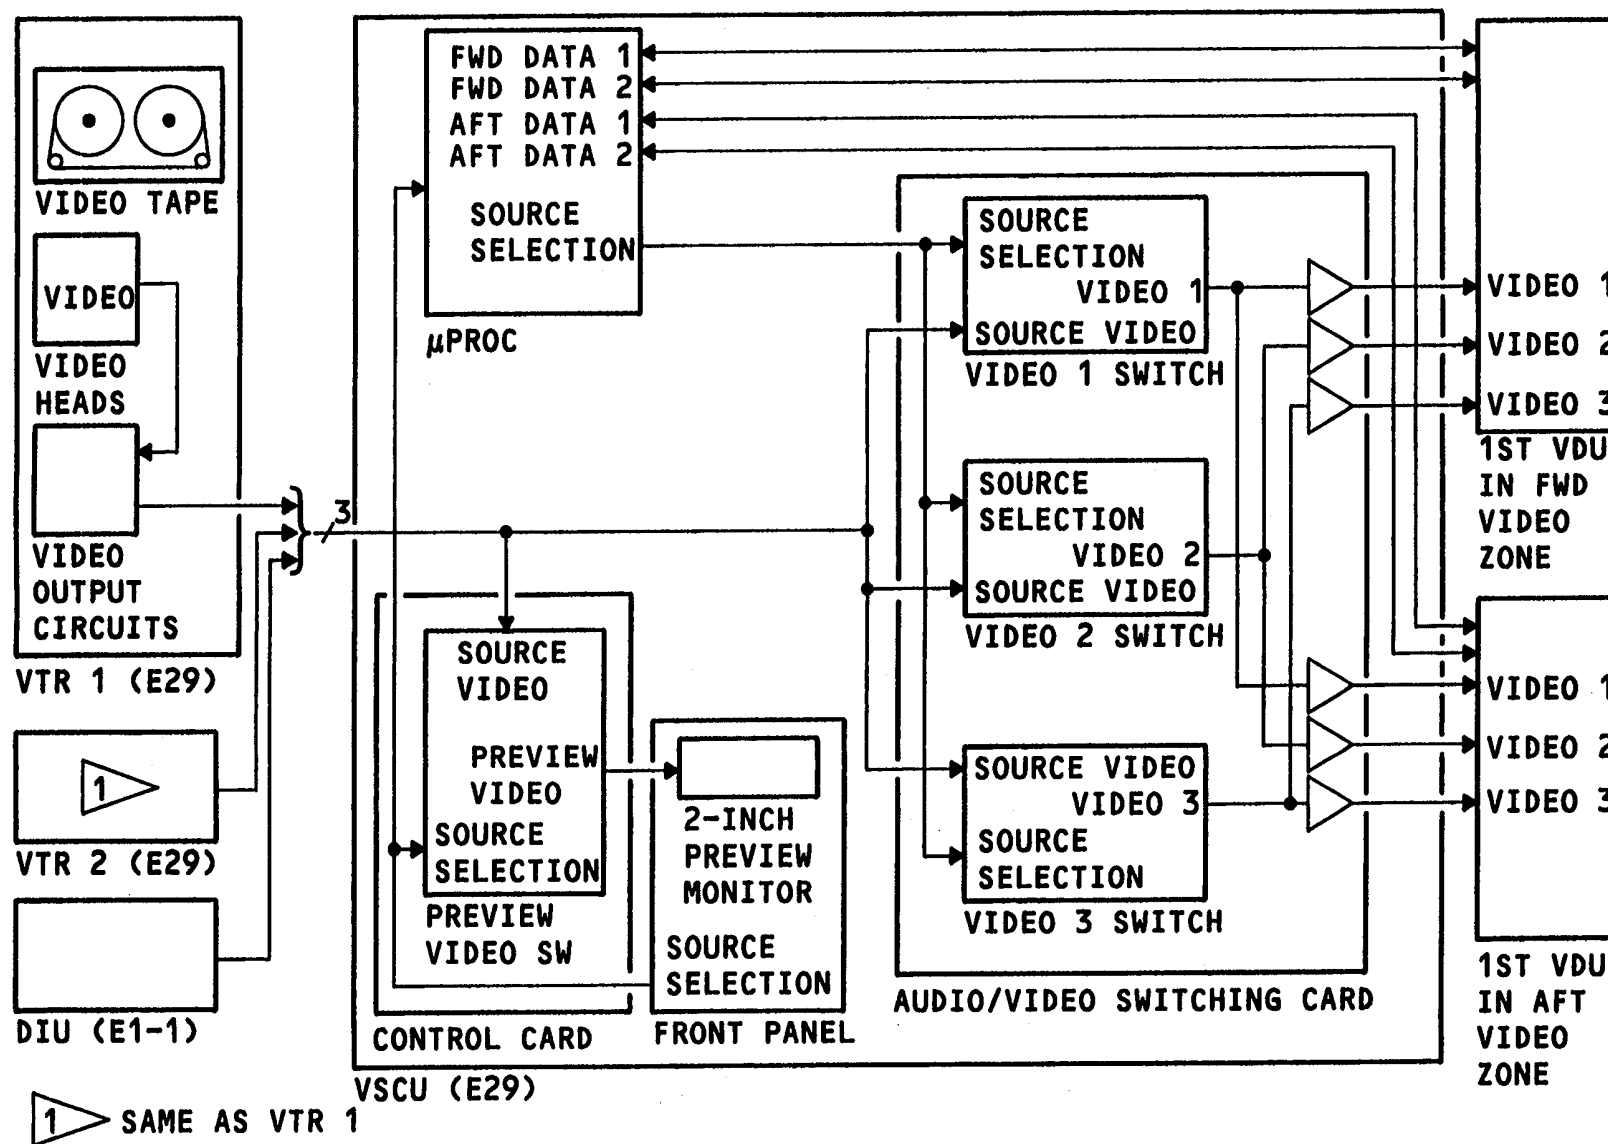 VIDEO TAPE
VIDEO
VIDEO
HEADS
VIDEO
OUTPUT
CIRCUITS
VTR 1 (E29)
1
VTR 2 (E29)
DIU (E1-1)
1 SAME AS VTR 1
3
FWD DATA 1
FWD DATA 2
AFT DATA 1
AFT DATA 2
SOURCE
SELECTION
µPROC
SOURCE
VIDEO
PREVIEW
VIDEO
SOURCE
SELECTION
PREVIEW
VIDEO SW
CONTROL CARD
2-INCH
PREVIEW
MONITOR
SOURCE
SELECTION
FRONT PANEL
VSCU (E29)
SOURCE
SELECTION
VIDEO 1
SOURCE VIDEO
VIDEO 1 SWITCH
SOURCE
SELECTION
VIDEO 2
SOURCE VIDEO
VIDEO 2 SWITCH
SOURCE VIDEO
VIDEO 3
SOURCE
SELECTION
VIDEO 3 SWITCH
AUDIO/VIDEO SWITCHING CARD
VIDEO 1
VIDEO 2
VIDEO 3
1ST VDU
IN FWD
VIDEO
ZONE
VIDEO 1
VIDEO 2
VIDEO 3
1ST VDU
IN AFT
VIDEO
ZONE